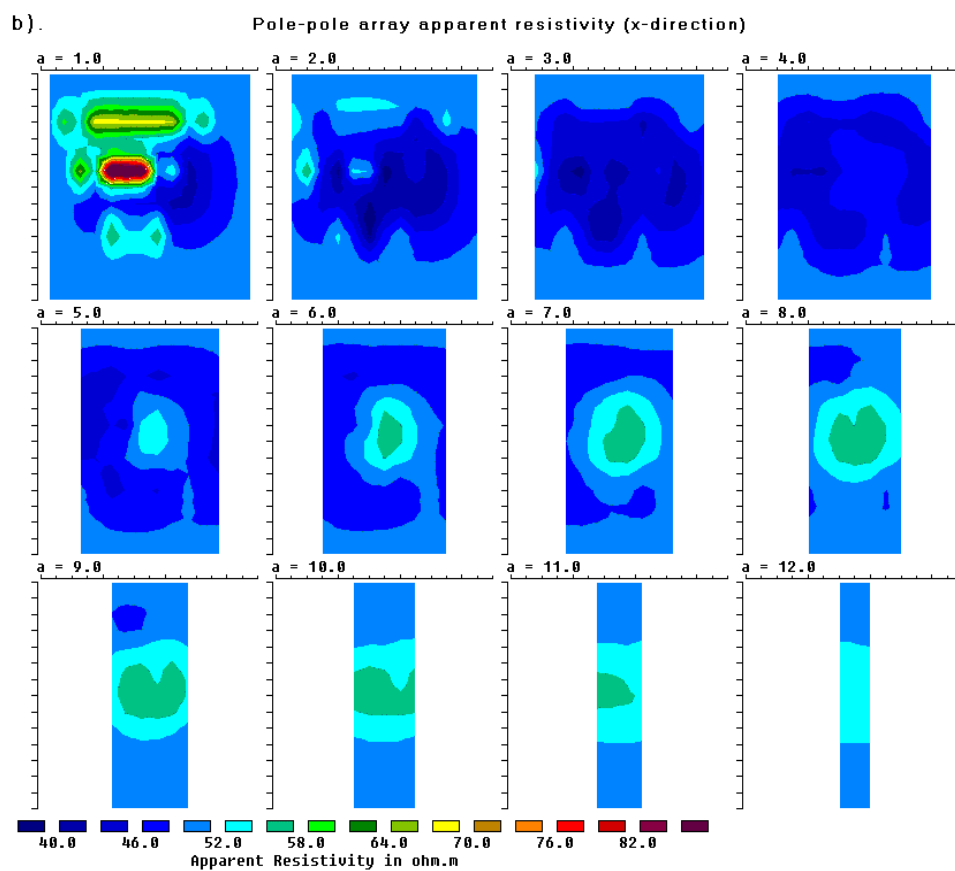 b). Pole-pole array apparent resistivity (x-direction)
a = 1.0 a = 2.0 a = 3.0 a = 4.0
a = 5.0 a = 6.0 a = 7.0 a = 8.0
a = 9.0 a = 10.0 a = 11.0 a = 12.0
40.0 46.0 52.0 58.0 64.0 70.0 76.0 82.0
Apparent Resistivity in ohm.m